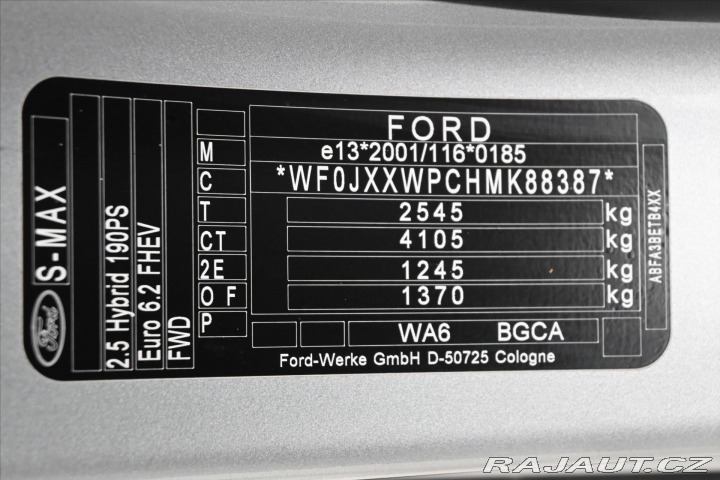 FORD
e13*2001/116*0185
*WF0JXXWPCHMK88387*
2545 kg
4105 kg
1245 kg
1370 kg
WA6 BGCA
Ford-Werke GmbH D-50725 Cologne
M
C
T
CT
2E
O F
P
S-MAX
Ford
2.5 Hybrid 190PS
Euro 6.2 FHEV
FWD
ABFA3BETB4XX
RAJAUT.CZ